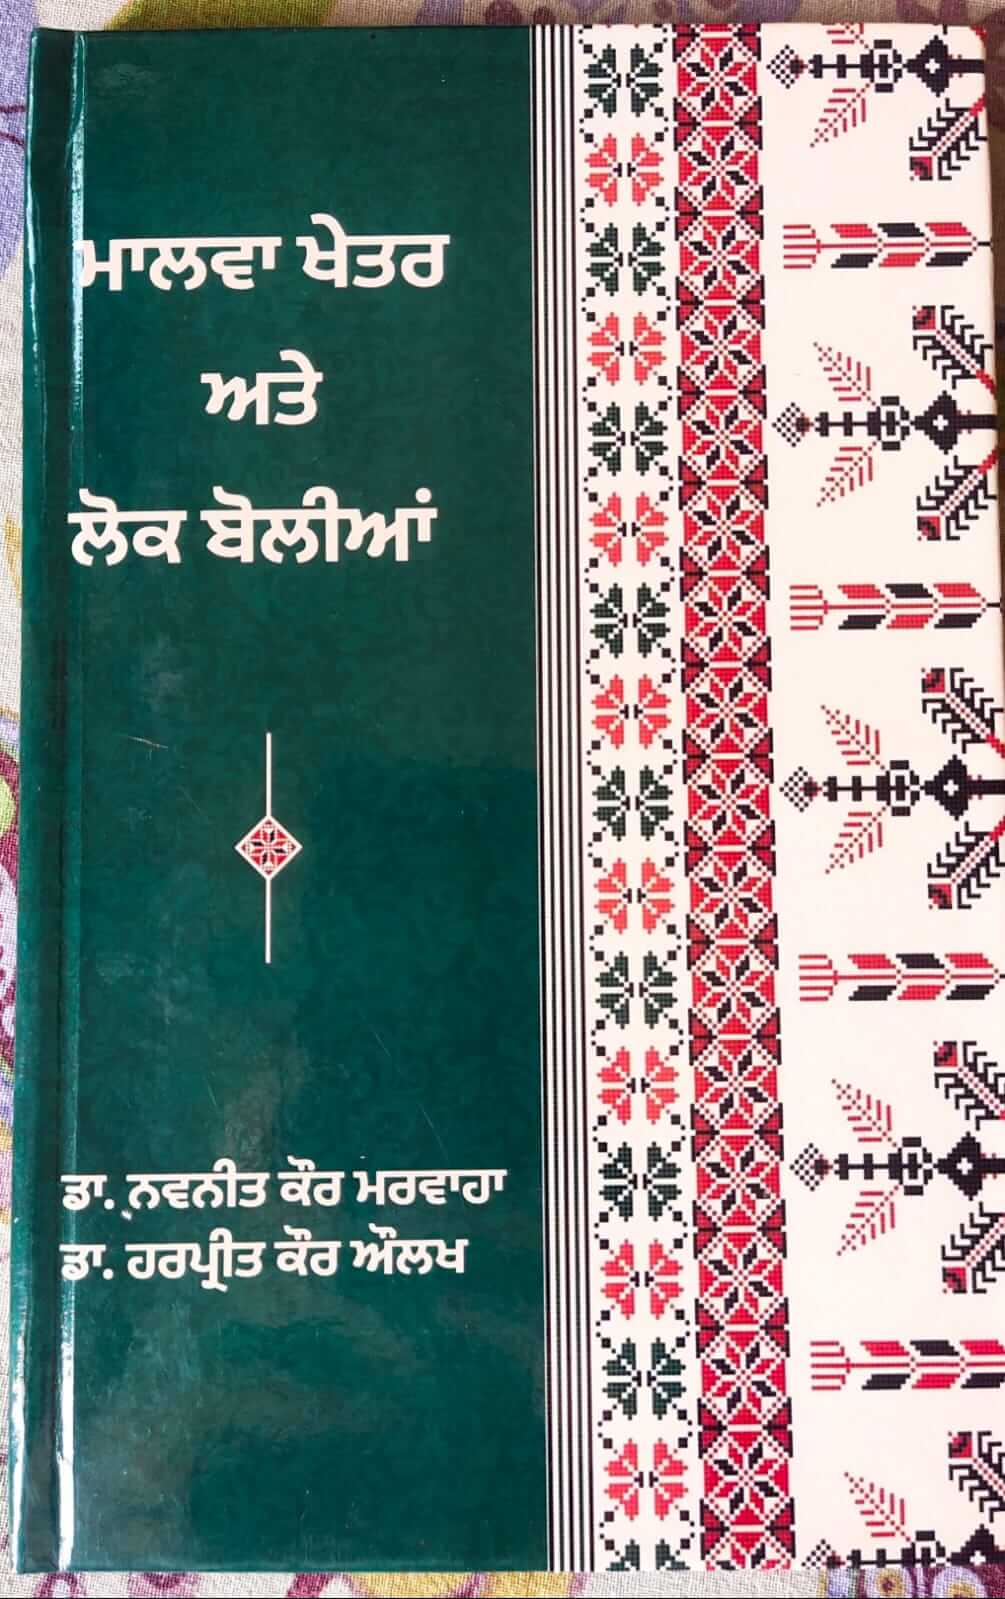 ਮਾਲਵਾ ਖੇਤਰ
ਅਤੇ
ਲੋਕ ਬੋਲੀਆਂ
ਡਾ. ਨਵਨੀਤ ਕੌਰ ਮਰਵਾਹਾ
ਡਾ. ਹਰਪ੍ਰੀਤ ਕੌਰ ਔਲਖ